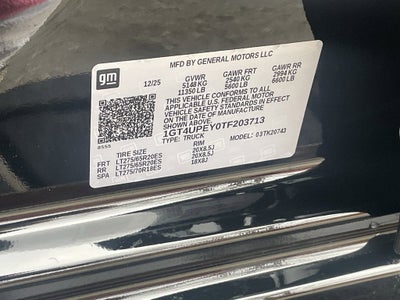 gm
MFD BY GENERAL MOTORS LLC
12/25 GVWR GAWR FRT GAWR RR
5148 KG 2540 KG 2994 KG
11350 LB 5600 LB 6600 LB
THIS VEHICLE CONFORMS TO ALL
APPLICABLE U.S. FEDERAL MOTOR
VEHICLE SAFETY STANDARDS IN EFFECT
ON THE DATE OF MANUFACTURE
SHOWN ABOVE.
1GT4UPEY0TF203713
TYPE: TRUCK MODEL: 03TK20743
TIRE SIZE RIM
FRT LT275/65R20ES 20X8.5J
RR LT275/65R20ES 20X8.5J
SPA LT275/70R18ES 18X8J